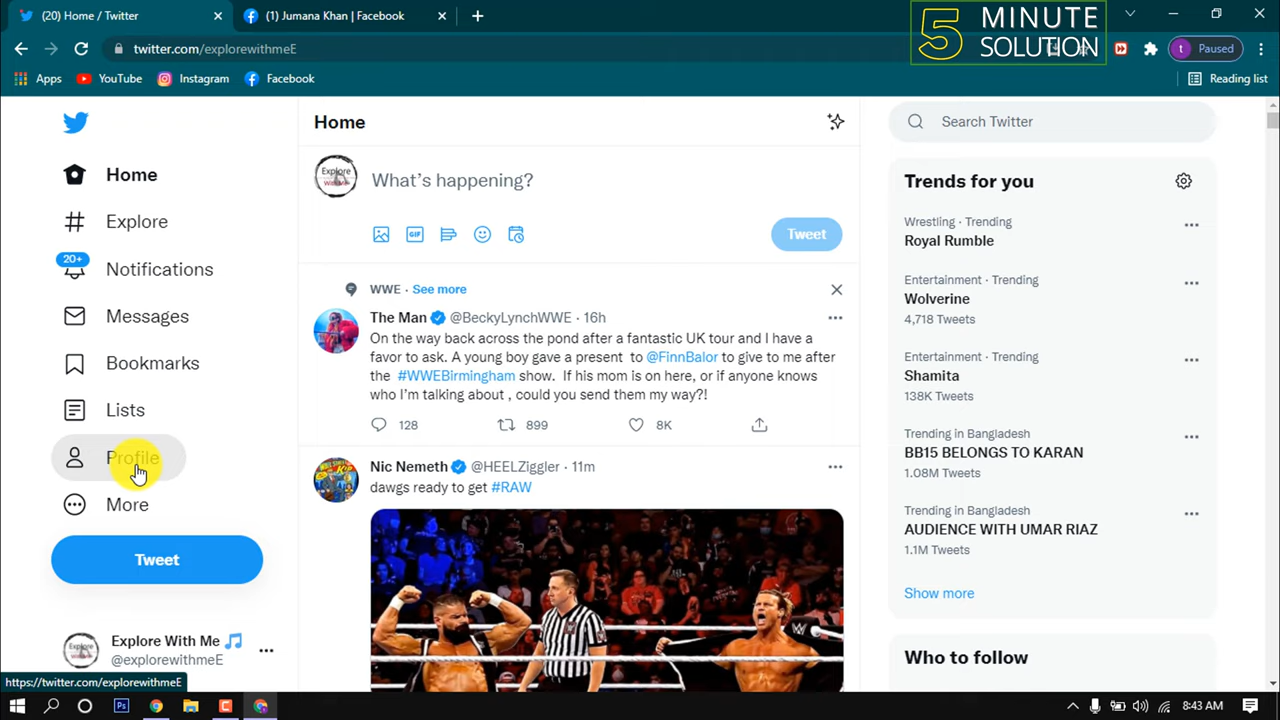 (20) Home / Twitter
(1) Jumana Khan | Facebook
5 MINUTE SOLUTION
twitter.com/explorewithmeE
t Paused
Apps
YouTube
Instagram
Facebook
Reading list
Home
Explore
20+
Notifications
Messages
Bookmarks
Lists
Profile
More
Tweet
Explore With Me
@explorewithmeE
https://twitter.com/explorewithmeE
Home
Explore
With Me
What's happening?
GIF
Tweet
WWE · See more
The Man @BeckyLynchWWE · 16h
On the way back across the pond after a fantastic UK tour and I have a
favor to ask. A young boy gave a present to @FinnBalor to give to me after
the #WWEBirmingham show. If his mom is on here, or if anyone knows
who I'm talking about , could you send them my way?!
128
899
8K
Nic Nemeth @HEELZiggler · 11m
dawgs ready to get #RAW
Search Twitter
Trends for you
Wrestling · Trending
Royal Rumble
Entertainment · Trending
Wolverine
4,718 Tweets
Entertainment · Trending
Shamita
138K Tweets
Trending in Bangladesh
BB15 BELONGS TO KARAN
1.08M Tweets
Trending in Bangladesh
AUDIENCE WITH UMAR RIAZ
1.1M Tweets
Show more
Who to follow
Ps
8:43 AM